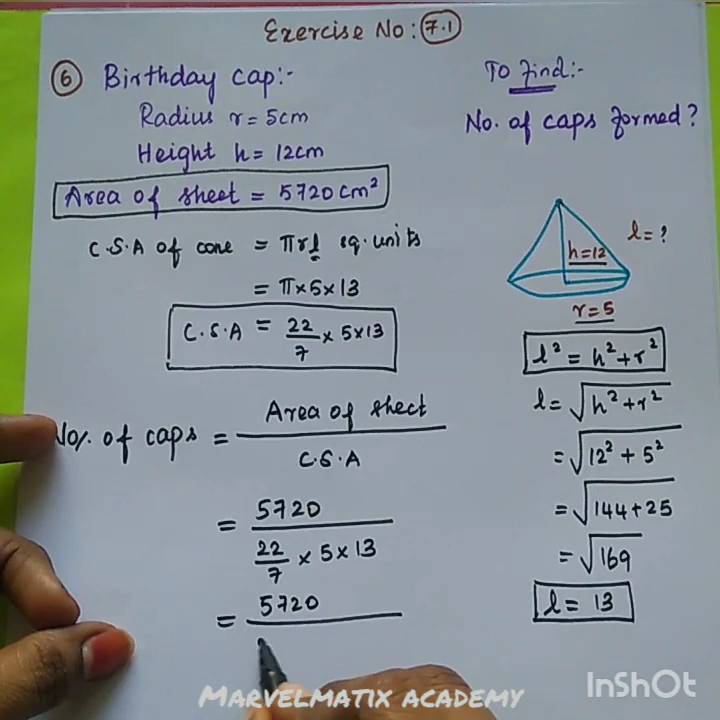 Exercise No: 7.1
6 Birthday cap:-
Radius r = 5cm
Height h = 12cm
Area of sheet = 5720 cm²
C.S.A of cone = πrl sq. units
= π × 5 × 13
C.S.A = 22/7 × 5 × 13
No. of caps = Area of sheet / C.S.A
= 5720 / (22/7 × 5 × 13)
= 5720
To find:-
No. of caps formed?
l = ?
h = 12
r = 5
l² = h² + r²
l = √h² + r²
= √12² + 5²
= √144 + 25
= √169
l = 13
MARVELMATIX ACADEMY
InShOt